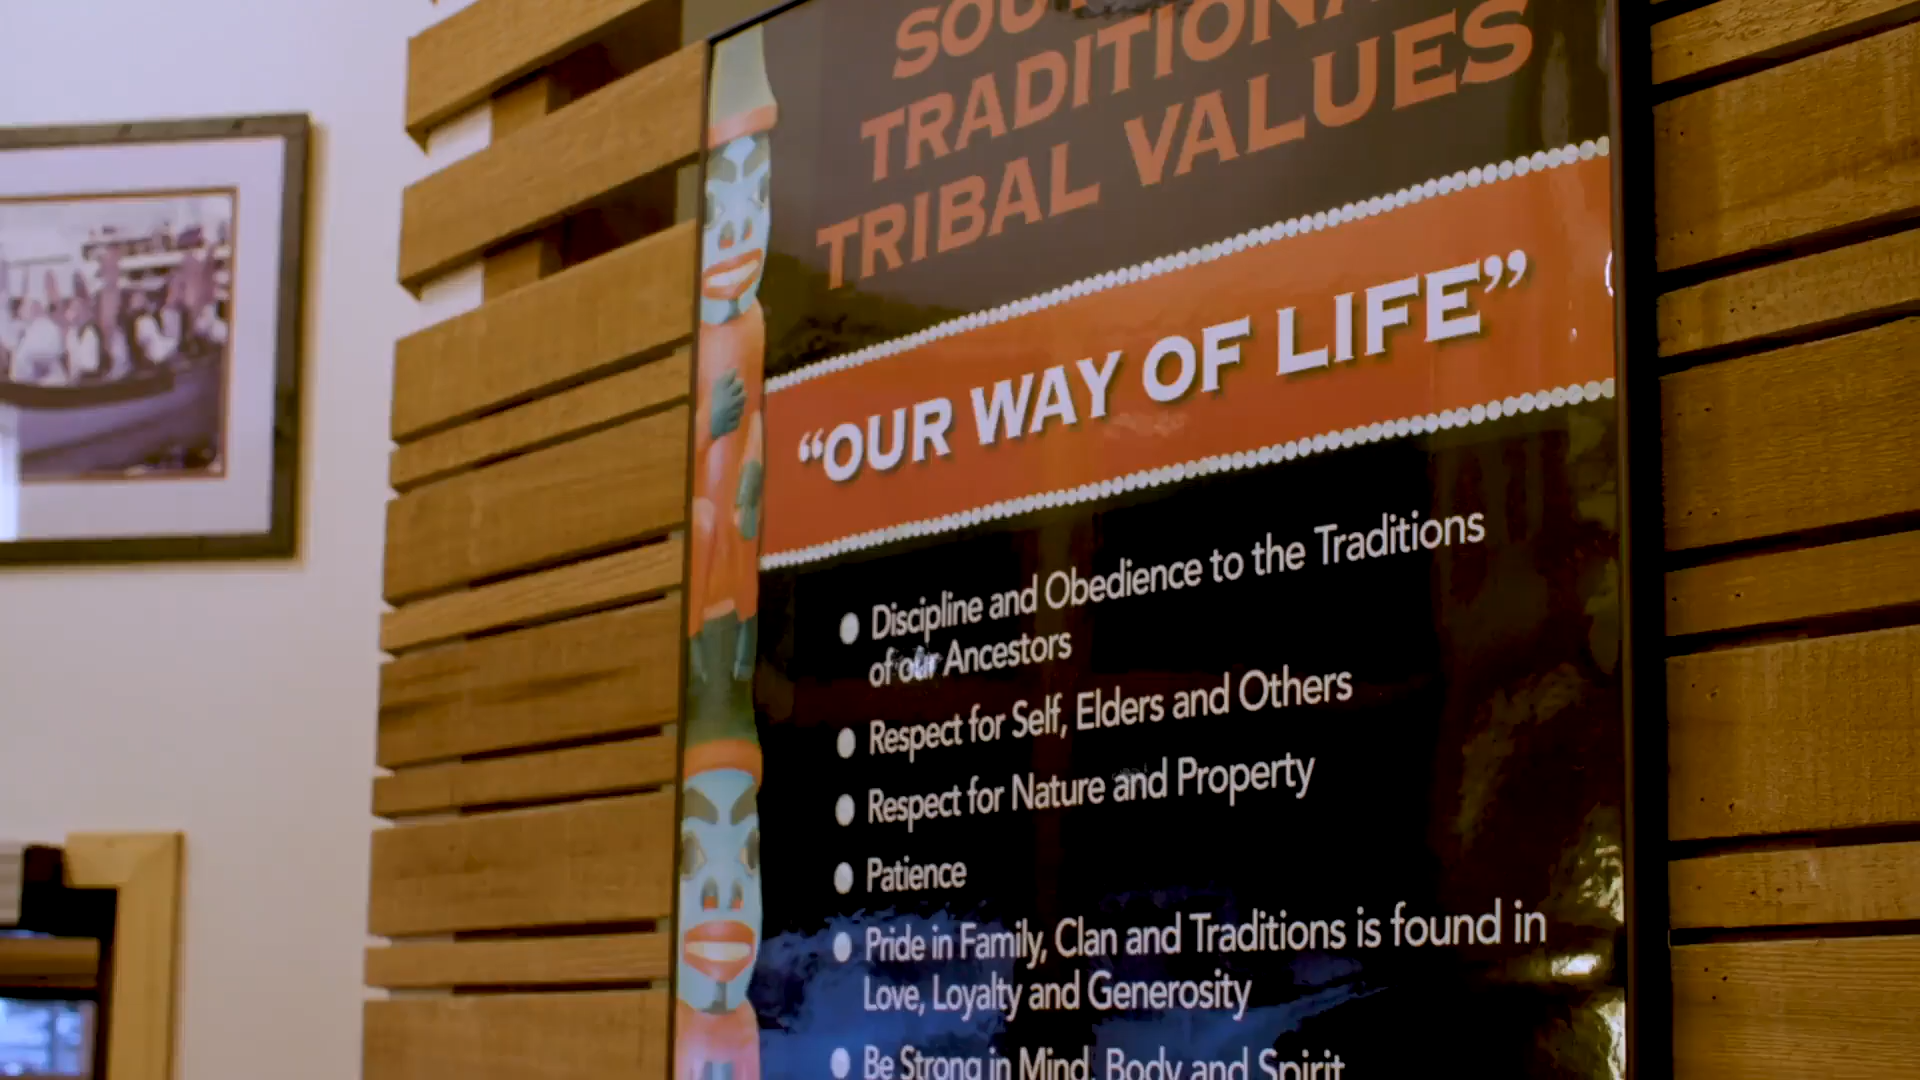 TRADITIONAL
TRIBAL VALUES
“OUR WAY OF LIFE”
Discipline and Obedience to the Traditions
of our Ancestors
Respect for Self, Elders and Others
Respect for Nature and Property
Patience
Pride in Family, Clan and Traditions is found in
Love, Loyalty and Generosity
Be Strong in Mind, Body and Spirit